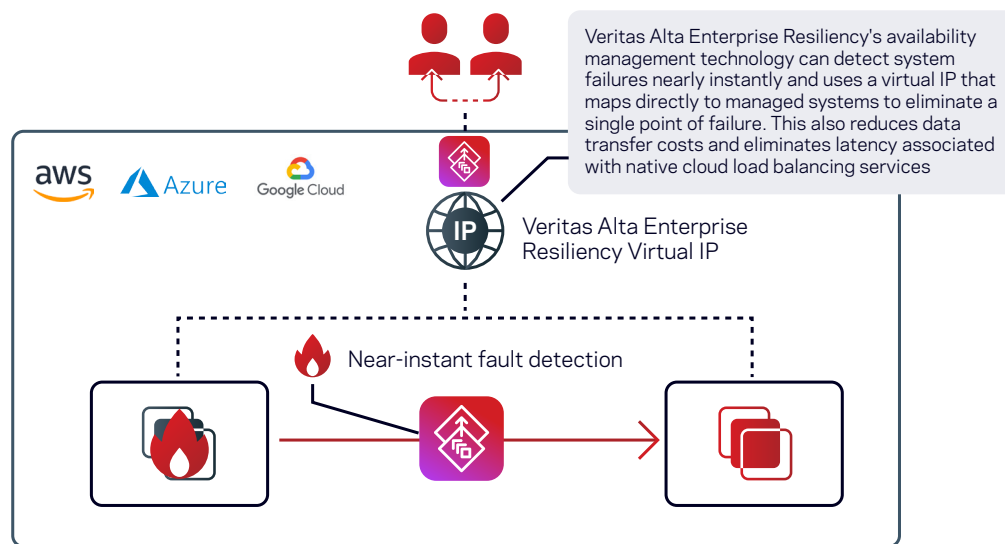 Veritas Alta Enterprise Resiliency's availability
management technology can detect system
failures nearly instantly and uses a virtual IP that
maps directly to managed systems to eliminate a
single point of failure. This also reduces data
transfer costs and eliminates latency associated
with native cloud load balancing services
aws
Azure
Google Cloud
IP
Veritas Alta Enterprise
Resiliency Virtual IP
Near-instant fault detection